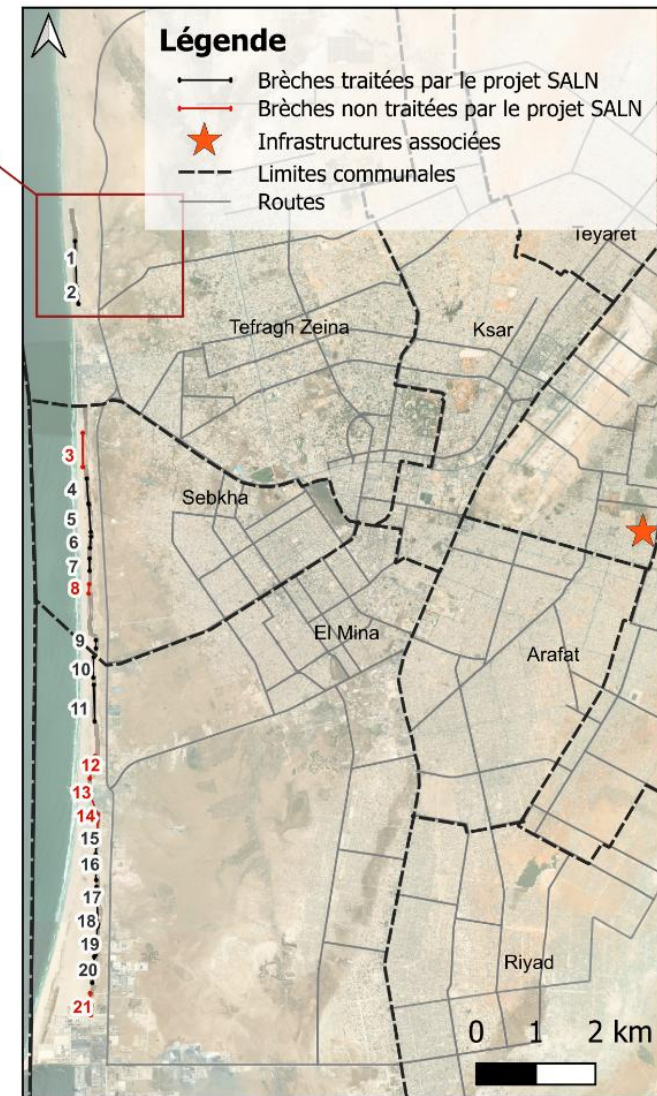 Légende
Brèches traitées par le projet SALN
Brèches non traitées par le projet SALN
Infrastructures associées
Limites communales
Routes
Teyaret
1
2
Tefragh Zeina
Ksar
3
4
Sebkha
5
6
7
8
El Mina
9
Arafat
10
11
12
13
14
15
16
17
18
19
20
Riyad
21
0 1 2 km